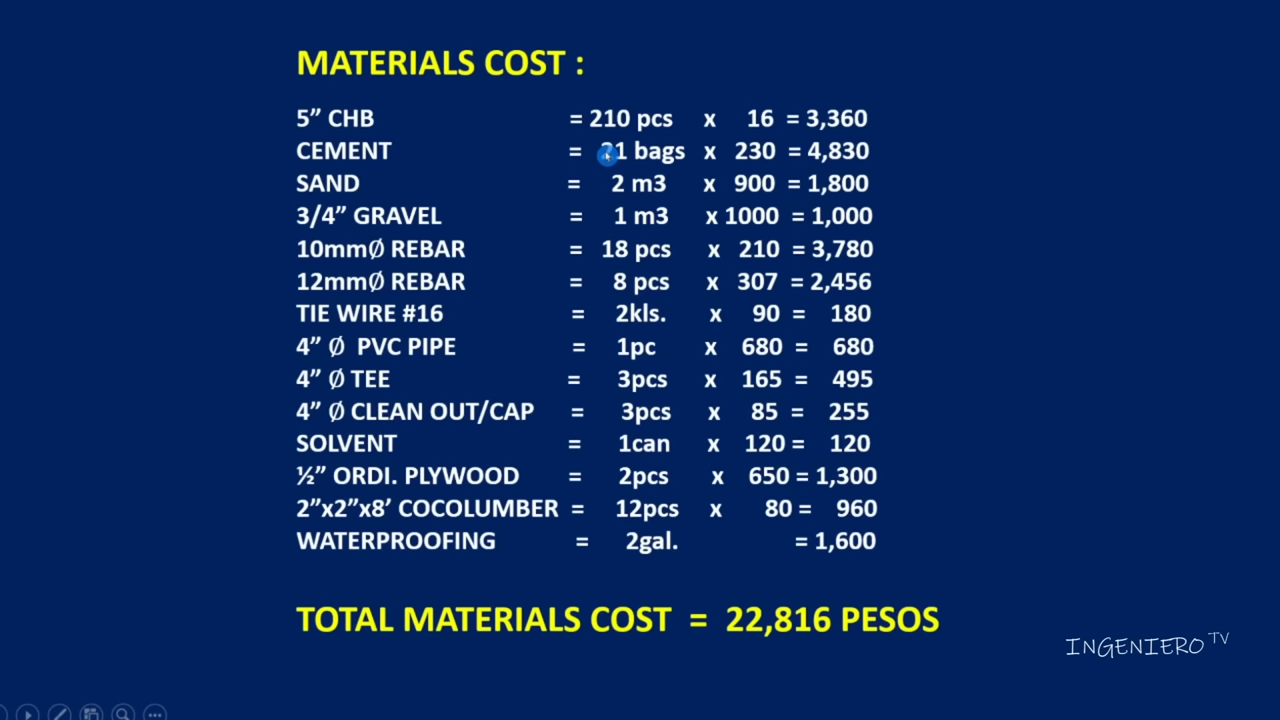 MATERIALS COST :
5” CHB = 210 pcs x 16 = 3,360
CEMENT = 21 bags x 230 = 4,830
SAND = 2 m3 x 900 = 1,800
3/4” GRAVEL = 1 m3 x 1000 = 1,000
10mmØ REBAR = 18 pcs x 210 = 3,780
12mmØ REBAR = 8 pcs x 307 = 2,456
TIE WIRE #16 = 2kls. x 90 = 180
4” Ø PVC PIPE = 1pc x 680 = 680
4” Ø TEE = 3pcs x 165 = 495
4” Ø CLEAN OUT/CAP = 3pcs x 85 = 255
SOLVENT = 1can x 120 = 120
½” ORDI. PLYWOOD = 2pcs x 650 = 1,300
2”x2”x8’ COCOLUMBER = 12pcs x 80 = 960
WATERPROOFING = 2gal. = 1,600
TOTAL MATERIALS COST = 22,816 PESOS
INGENIERO TV